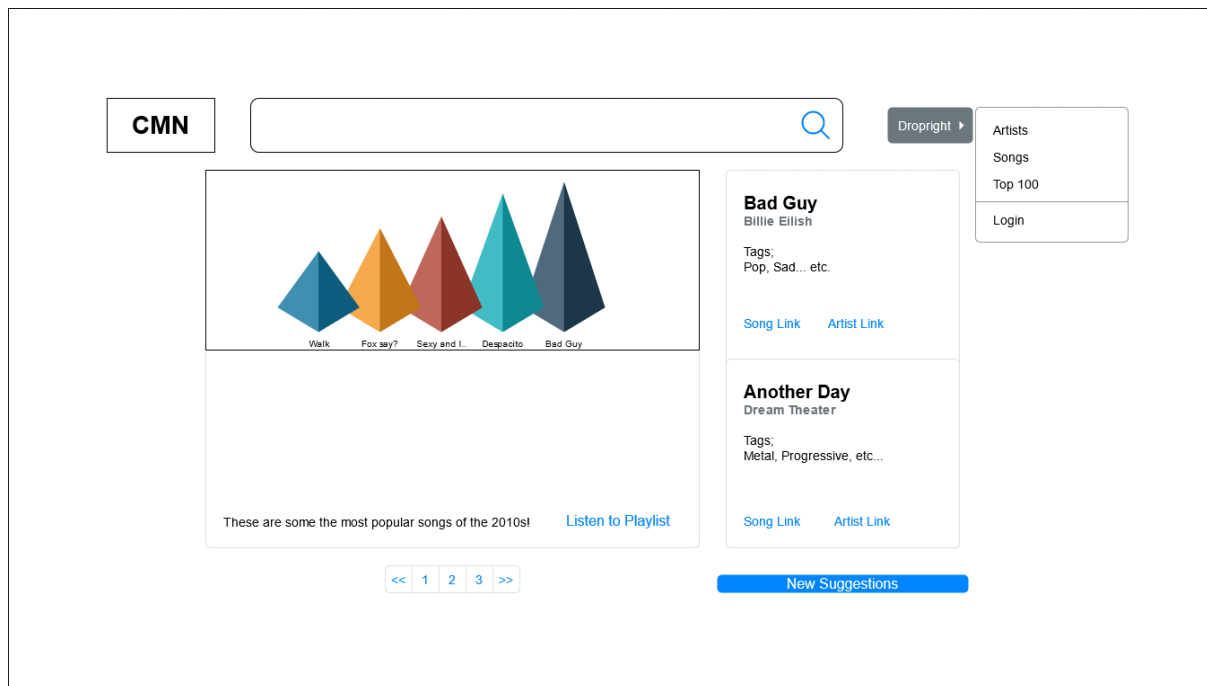 CMN
Dropright
Artists
Songs
Top 100
Login
Walk
Fox say?
Sexy and I..
Despacito
Bad Guy
These are some the most popular songs of the 2010s!
Listen to Playlist
<< 1 2 3 >>
Bad Guy
Billie Eilish
Tags;
Pop, Sad... etc.
Song Link
Artist Link
Another Day
Dream Theater
Tags;
Metal, Progressive, etc...
Song Link
Artist Link
New Suggestions